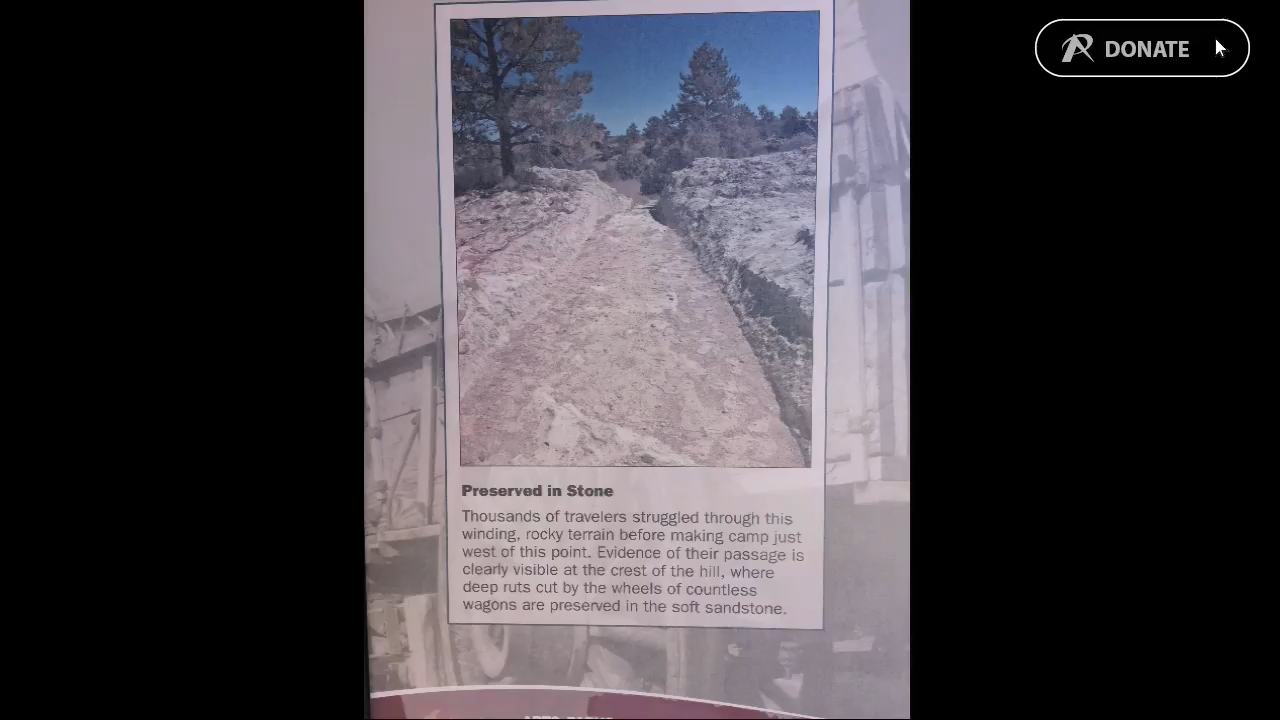 DONATE
Preserved in Stone
Thousands of travelers struggled through this
winding, rocky terrain before making camp just
west of this point. Evidence of their passage is
clearly visible at the crest of the hill, where
deep ruts cut by the wheels of countless
wagons are preserved in the soft sandstone.